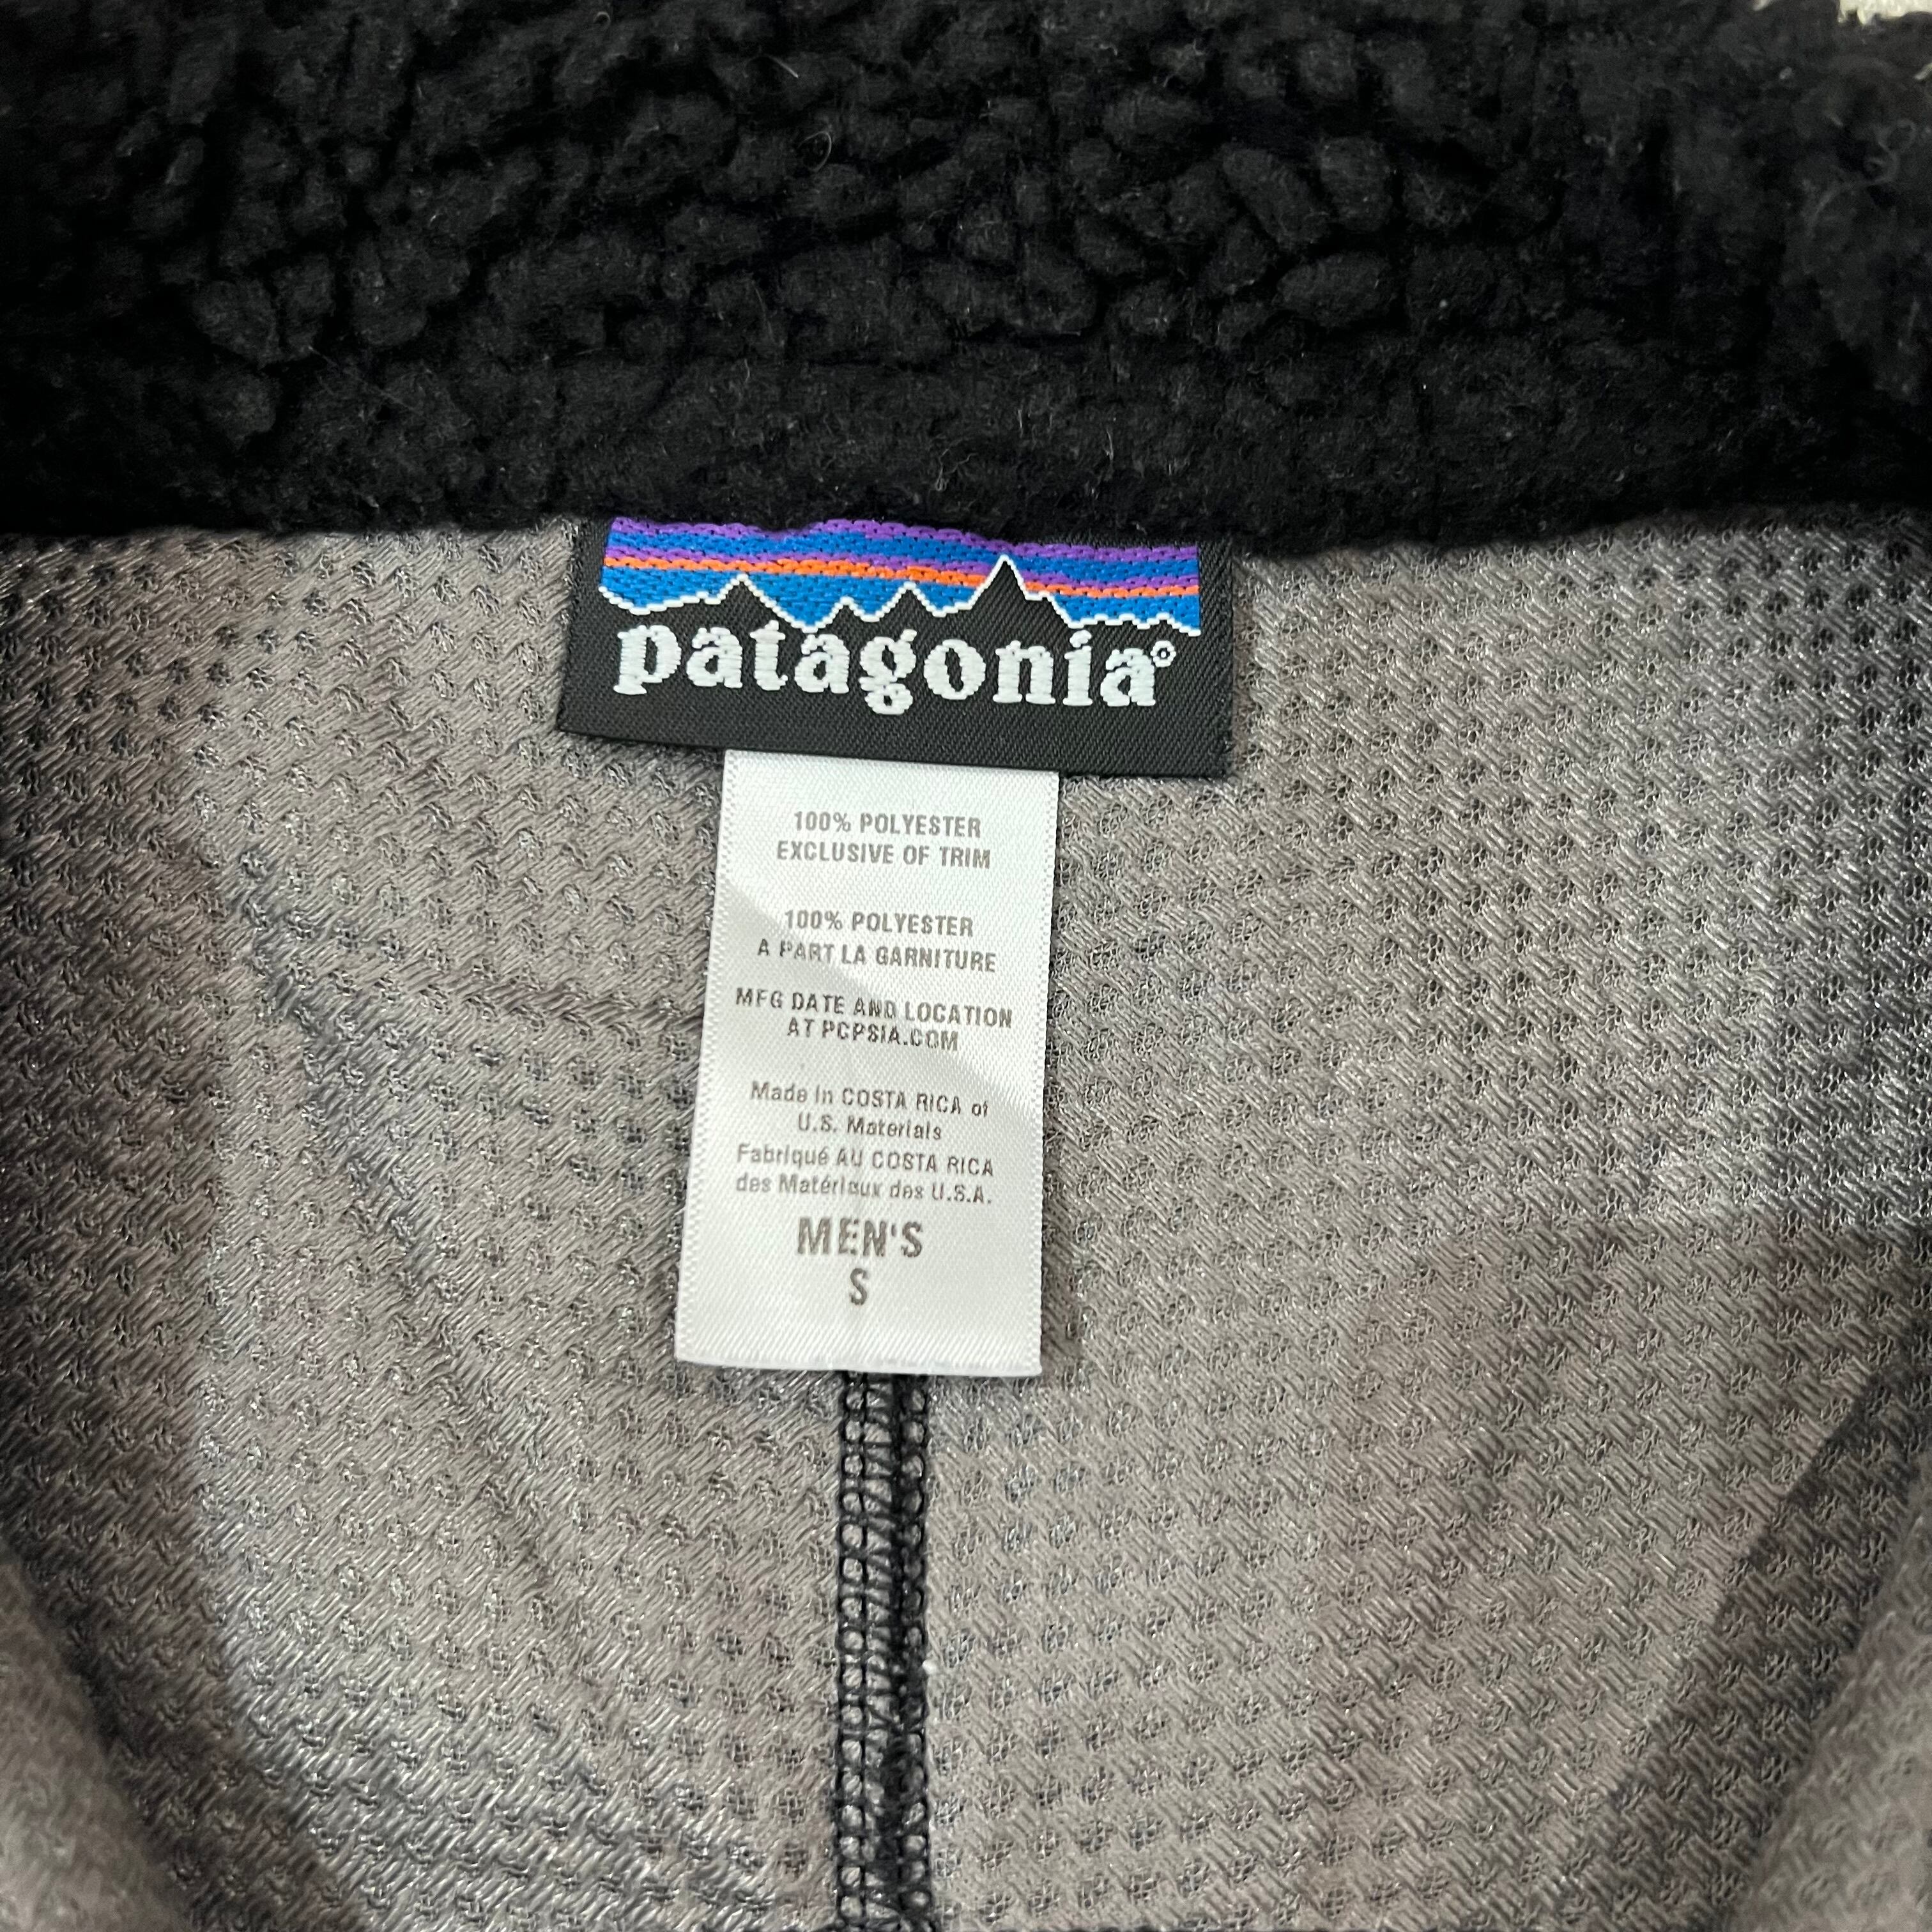 patagonia®
100% POLYESTER
EXCLUSIVE OF TRIM
100% POLYESTER
A PART LA GARNITURE
MFG DATE AND LOCATION
AT PCPSIA.COM
Made in COSTA RICA of
U.S. Materials
Fabriqué AU COSTA RICA
des Matériaux des U.S.A.
MEN'S
S